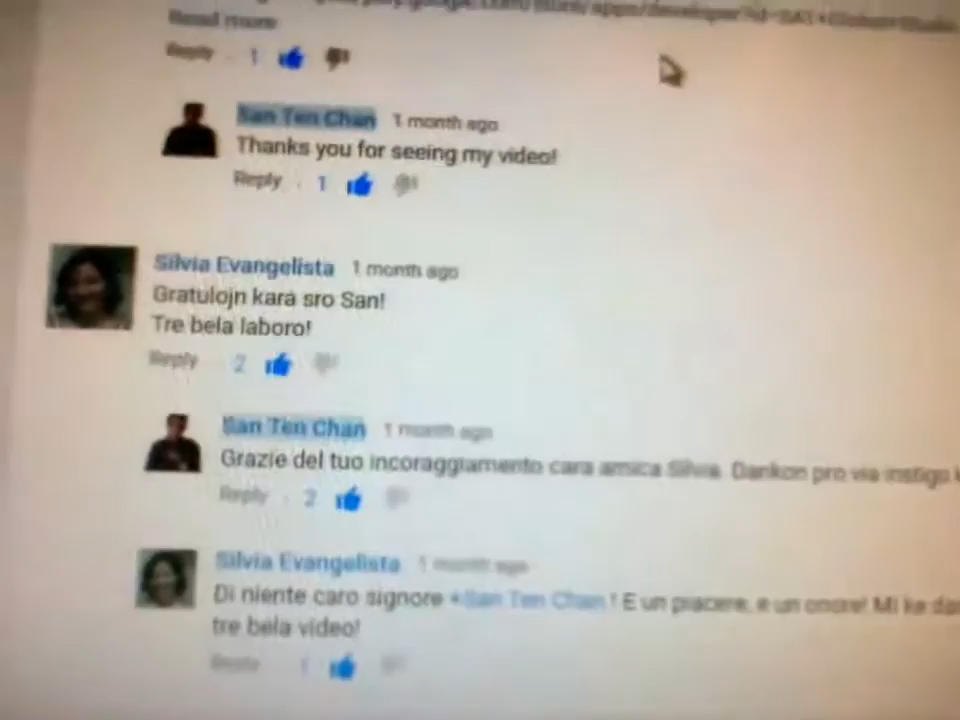 Read more
Reply 1
San Ten Chan 1 month ago
Thanks you for seeing my video!
Reply 1
Silvia Evangelista 1 month ago
Gratulojn kara sro San!
Tre bela laboro!
Reply 2
San Ten Chan 1 month ago
Grazie del tuo incoraggiamento cara amica Silvia. Dankon pro via instigo
Reply 2
Silvia Evangelista 1 month ago
Di niente caro signore +San Ten Chan ! E un piacere, e un onore! Mi
tre bela video!
Reply 1